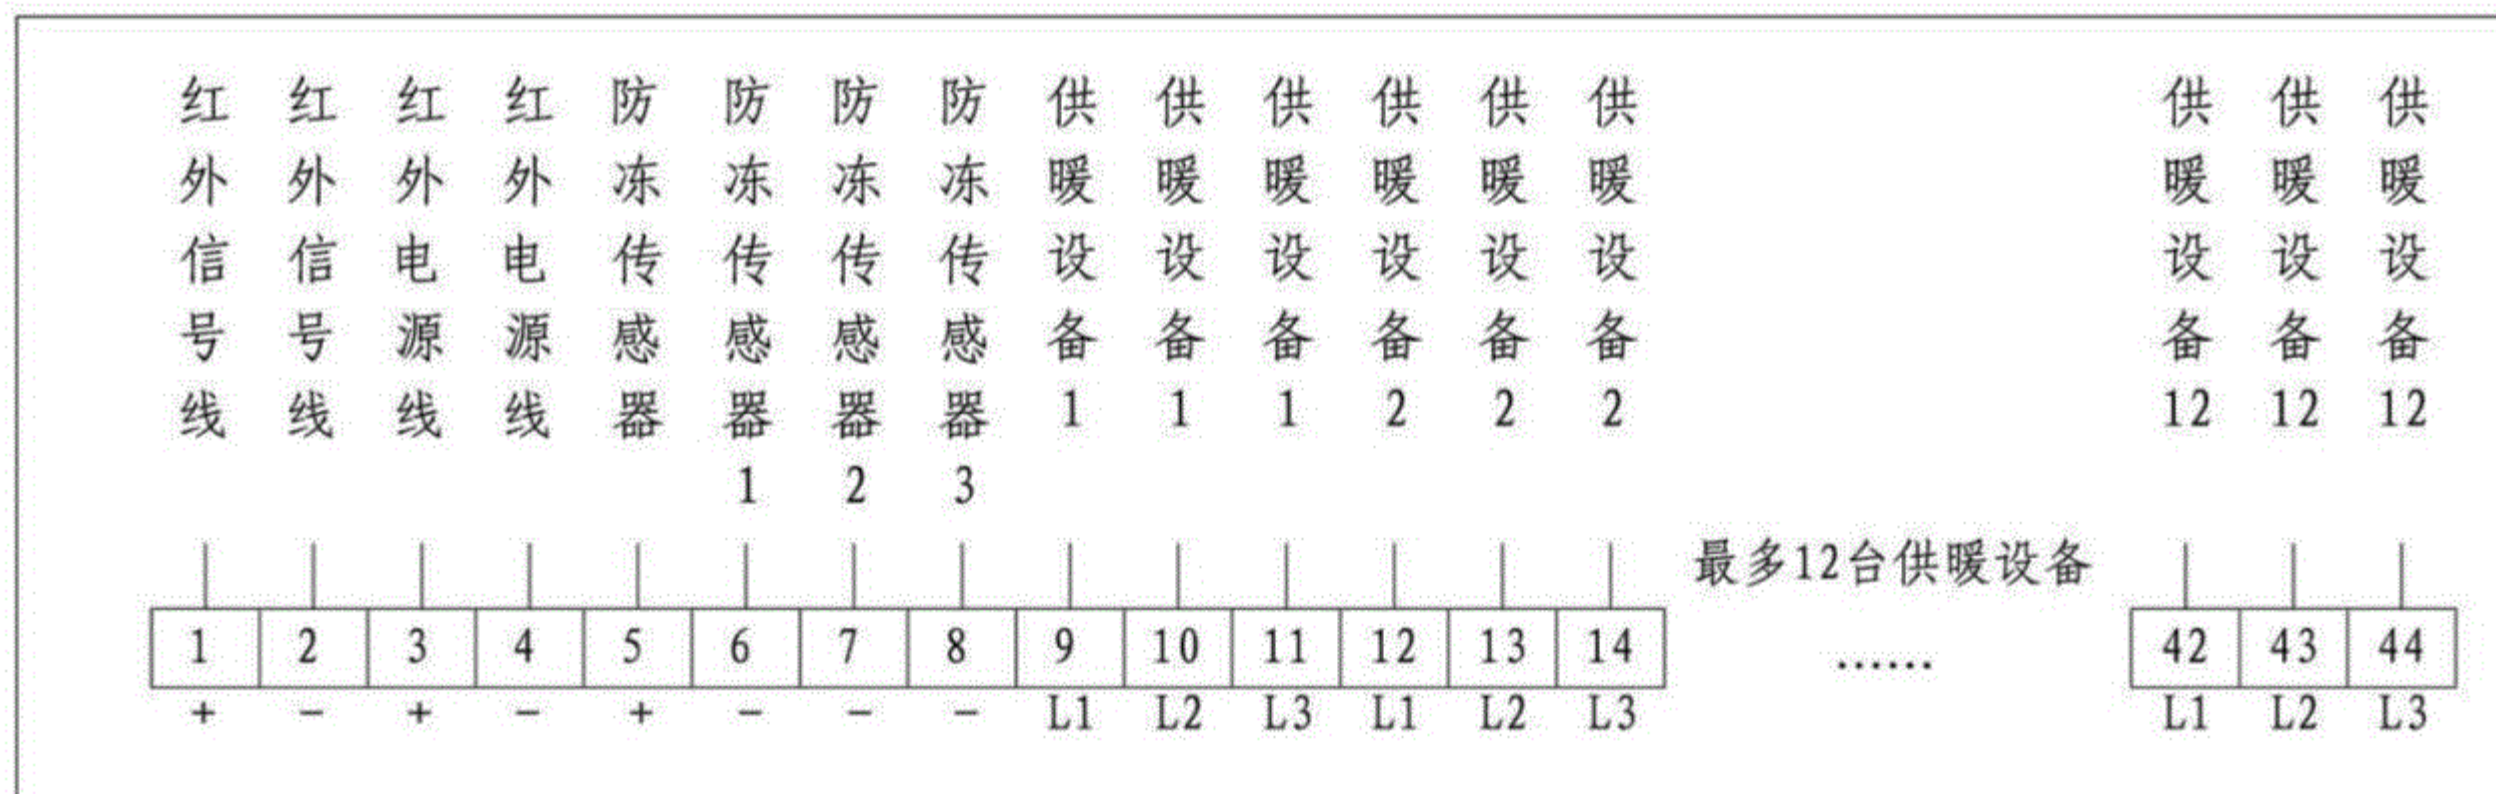 红外信号线
红外信号线
红外电源线
红外电源线
防冻传感器
防冻传感器1
防冻传感器2
防冻传感器3
供暖设备1
供暖设备1
供暖设备1
供暖设备2
供暖设备2
供暖设备2
供暖设备12
供暖设备12
供暖设备12
最多12台供暖设备
1 2 3 4 5 6 7 8 9 10 11 12 13 14 …… 42 43 44
+ − + − + − − − L1 L2 L3 L1 L2 L3 L1 L2 L3